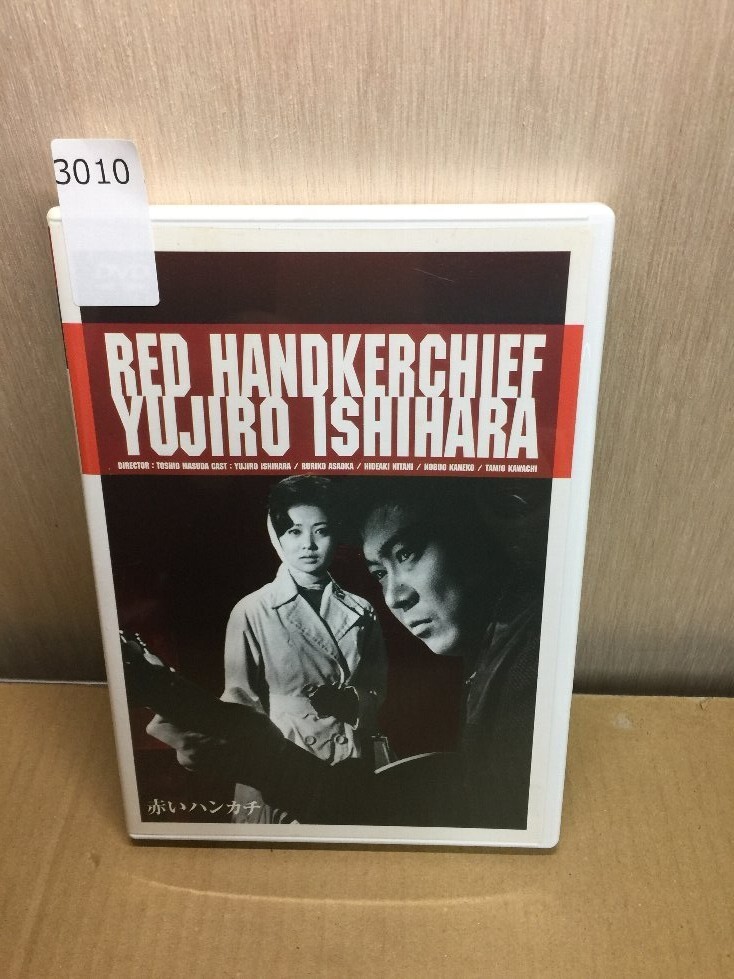 3010
RED HANDKERCHIEF
YUJIRO ISHIHARA
DIRECTOR : TOSHIO MASUDA CAST : YUJIRO ISHIHARA / RURIKO ASAOKA / HIDEAKI NITANI / NOBUO KANEKO / TAMIO KAWACHI
赤いハンカチ